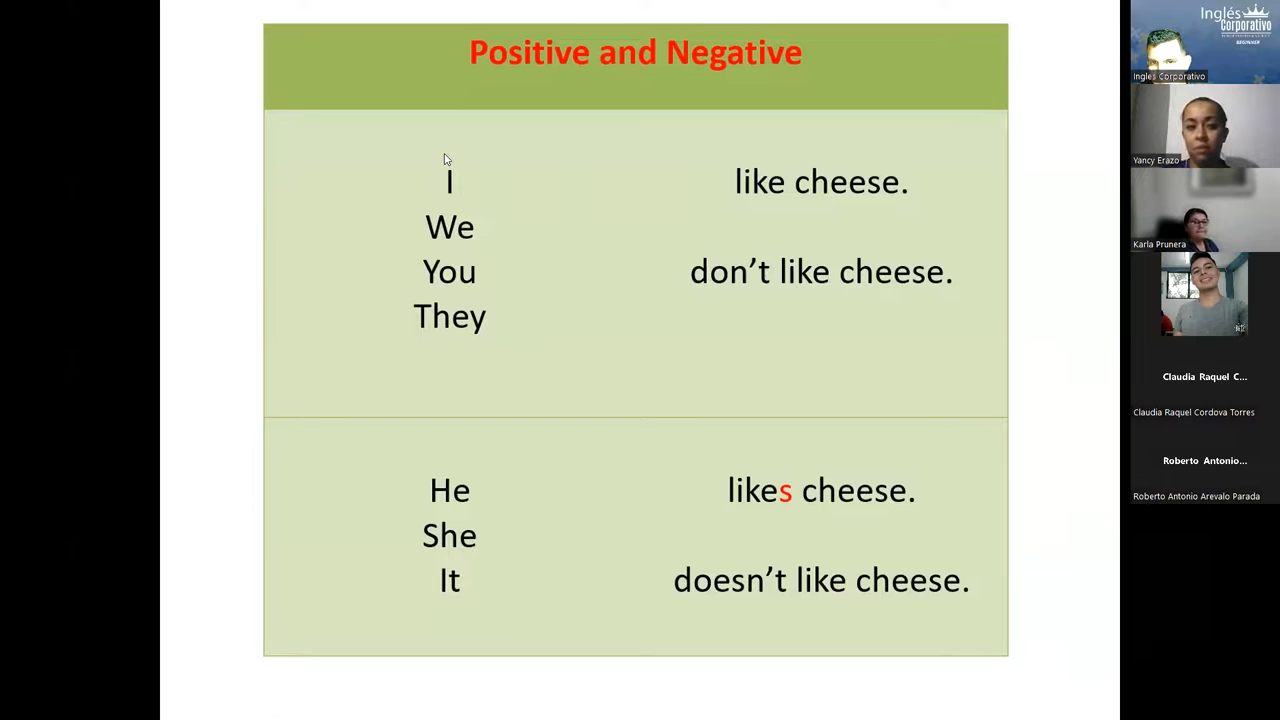 Positive and Negative
I
We
You
They
like cheese.
don't like cheese.
He
She
It
likes cheese.
doesn't like cheese.
Inglés
Corporativo
BEGINNER
Ingles Corporativo
Yancy Erazo
Karla Prunera
Claudia Raquel C...
Claudia Raquel Cordova Torres
Roberto Antonio...
Roberto Antonio Arevalo Parada